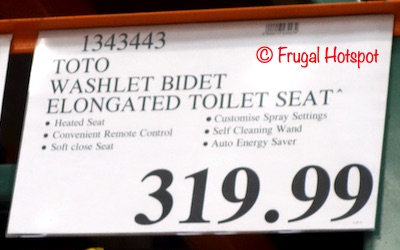 1343443
© Frugal Hotspot
TOTO
WASHLET BIDET
ELONGATED TOILET SEAT^
• Heated Seat
• Convenient Remote Control
• Soft close Seat
• Customise Spray Settings
• Self Cleaning Wand
• Auto Energy Saver
319.99